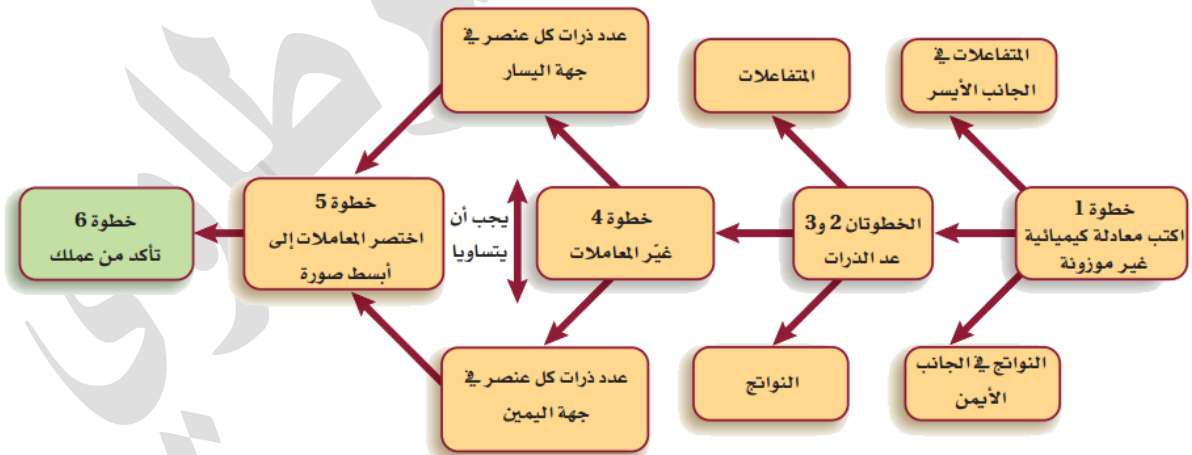 المتفاعلات في
الجانب الأيسر
خطوة 1
اكتب معادلة كيميائية
غير موزونة
النواتج في الجانب
الأيمن
المتفاعلات
الخطوتان 2 و3
عد الذرات
النواتج
عدد ذرات كل عنصر في
جهة اليسار
خطوة 4
غيّر المعاملات
يجب أن
يتساويا
عدد ذرات كل عنصر في
جهة اليمين
خطوة 5
اختصر المعاملات إلى
أبسط صورة
خطوة 6
تأكد من عملك